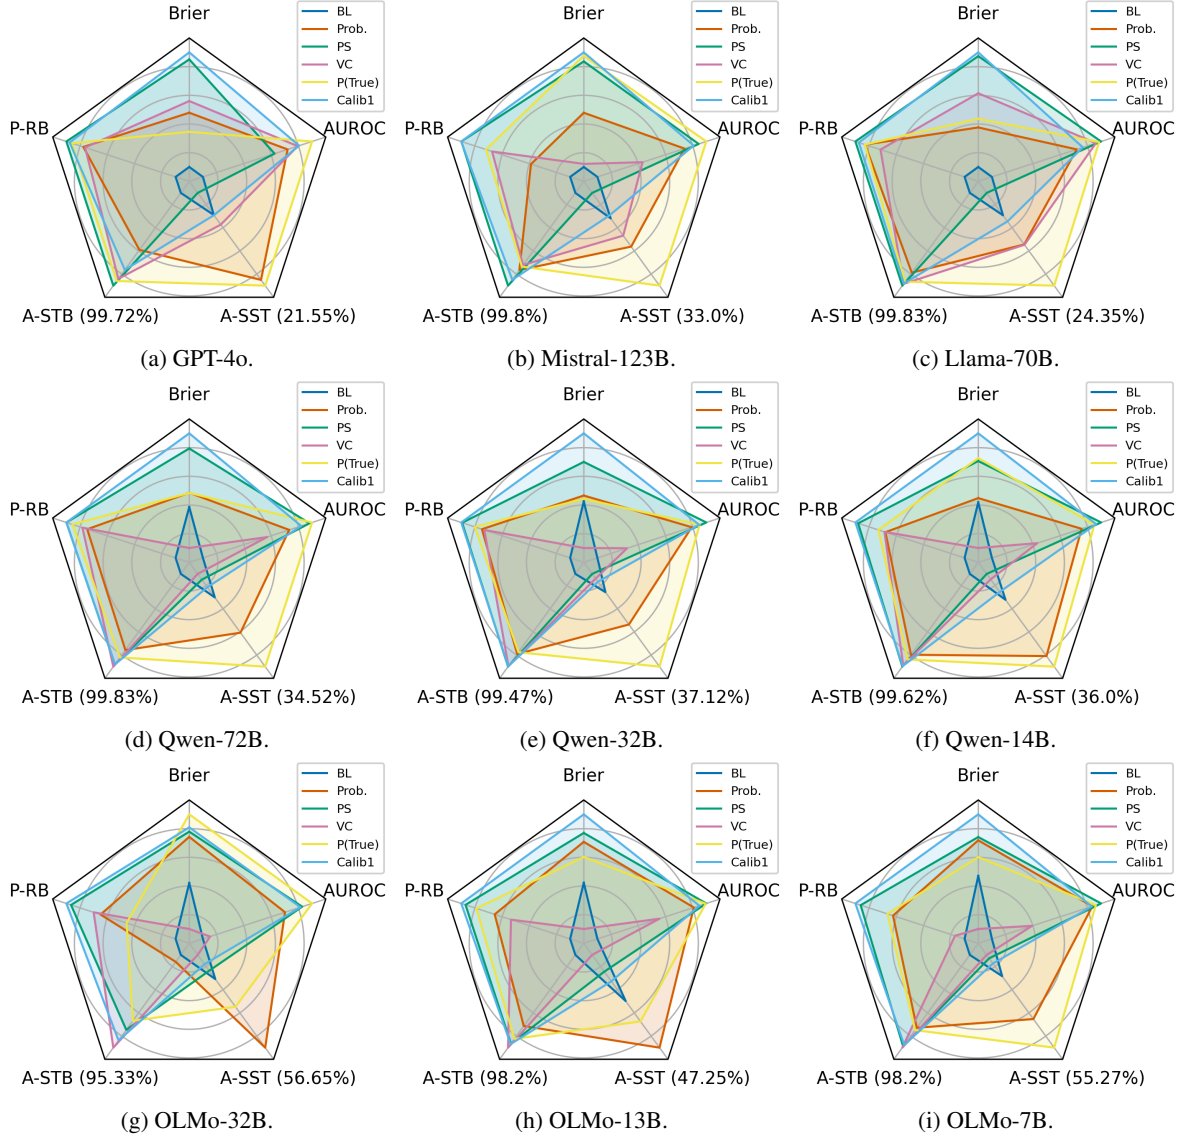 Brier
BL
Prob.
PS
VC
P(True)
Calib1
P-RB
AUROC
A-STB (99.72%)
A-SST (21.55%)
(a) GPT-4o.
Brier
BL
Prob.
PS
VC
P(True)
Calib1
P-RB
AUROC
A-STB (99.8%)
A-SST (33.0%)
(b) Mistral-123B.
Brier
BL
Prob.
PS
VC
P(True)
Calib1
P-RB
AUROC
A-STB (99.83%)
A-SST (24.35%)
(c) Llama-70B.
Brier
BL
Prob.
PS
VC
P(True)
Calib1
P-RB
AUROC
A-STB (99.83%)
A-SST (34.52%)
(d) Qwen-72B.
Brier
BL
Prob.
PS
VC
P(True)
Calib1
P-RB
AUROC
A-STB (99.47%)
A-SST (37.12%)
(e) Qwen-32B.
Brier
BL
Prob.
PS
VC
P(True)
Calib1
P-RB
AUROC
A-STB (99.62%)
A-SST (36.0%)
(f) Qwen-14B.
Brier
BL
Prob.
PS
VC
P(True)
Calib1
P-RB
AUROC
A-STB (95.33%)
A-SST (56.65%)
(g) OLMo-32B.
Brier
BL
Prob.
PS
VC
P(True)
Calib1
P-RB
AUROC
A-STB (98.2%)
A-SST (47.25%)
(h) OLMo-13B.
Brier
BL
Prob.
PS
VC
P(True)
Calib1
P-RB
AUROC
A-STB (98.2%)
A-SST (55.27%)
(i) OLMo-7B.